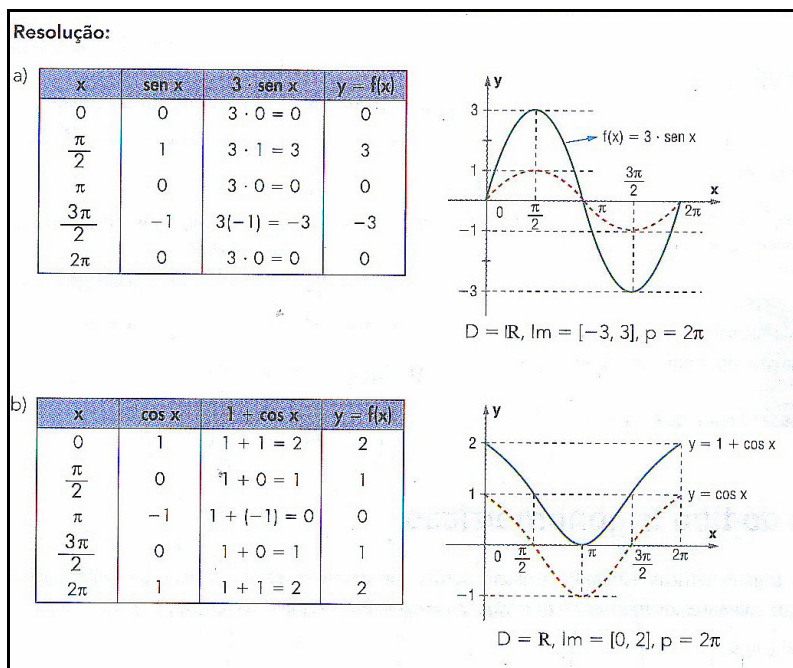 Resolução:
a)
x sen x 3 · sen x y = f(x)
0 0 3 · 0 = 0 0
π/2 1 3 · 1 = 3 3
π 0 3 · 0 = 0 0
3π/2 −1 3(−1) = −3 −3
2π 0 3 · 0 = 0 0
y
3
f(x) = 3 · sen x
1
3π/2
x
0 π/2 π 2π
−1
−3
D = ℝ, Im = [−3, 3], p = 2π
b)
x cos x 1 + cos x y = f(x)
0 1 1 + 1 = 2 2
π/2 0 1 + 0 = 1 1
π −1 1 + (−1) = 0 0
3π/2 0 1 + 0 = 1 1
2π 1 1 + 1 = 2 2
y
2 y = 1 + cos x
1 y = cos x
x
0 π/2 π 3π/2 2π
−1
D = R, Im = [0, 2], p = 2π